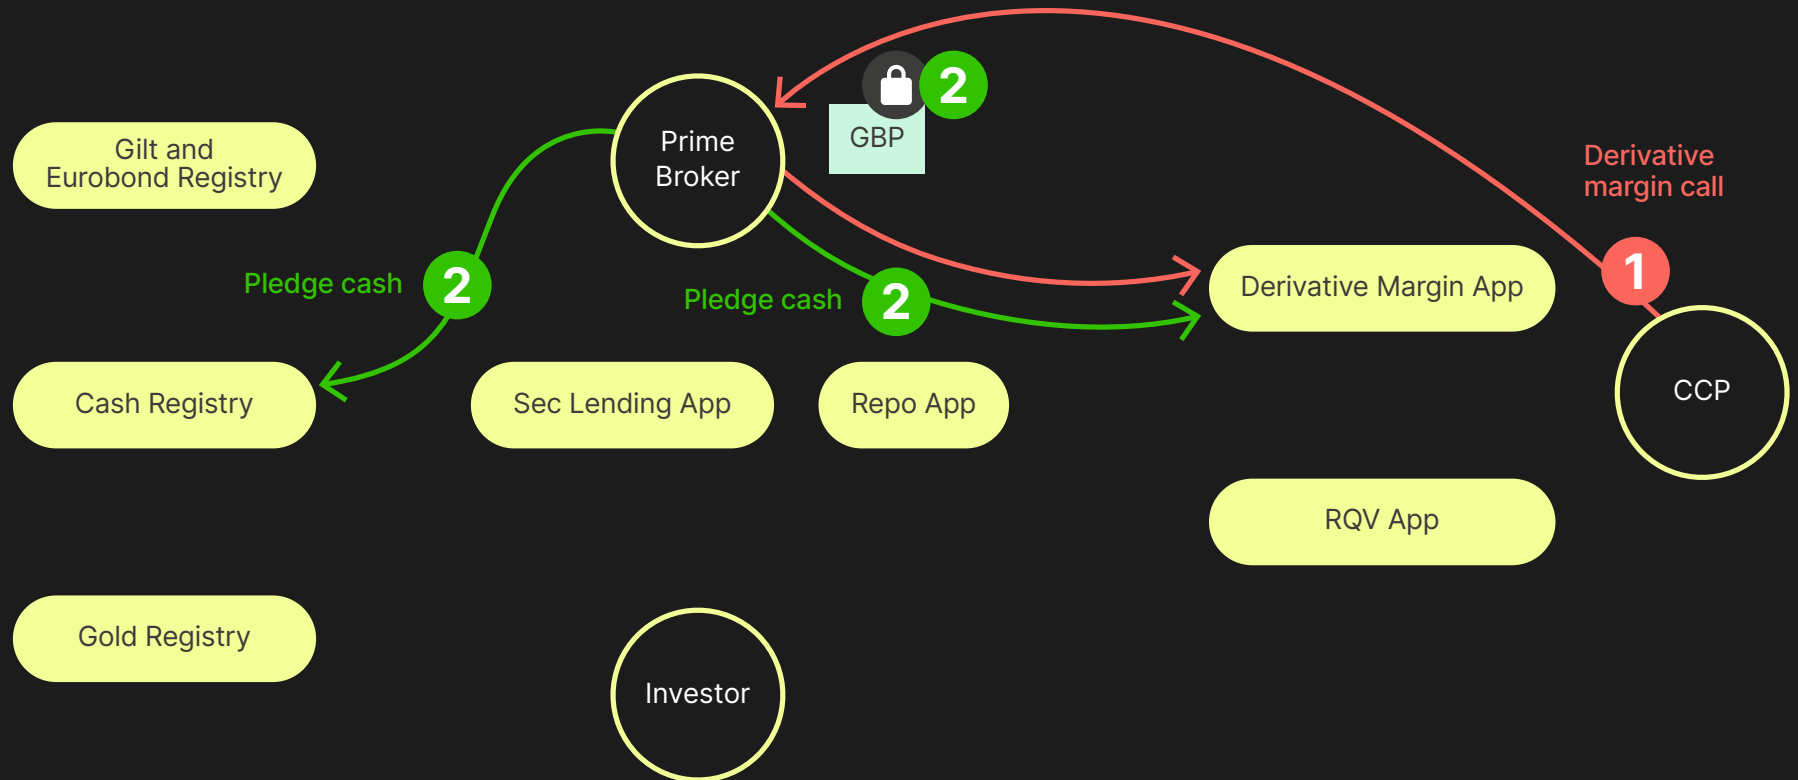 2
GBP
Prime
Broker
Gilt and
Eurobond Registry
Derivative
margin call
1
Pledge cash
2
Pledge cash
2
Derivative Margin App
Cash Registry
Sec Lending App
Repo App
CCP
RQV App
Gold Registry
Investor